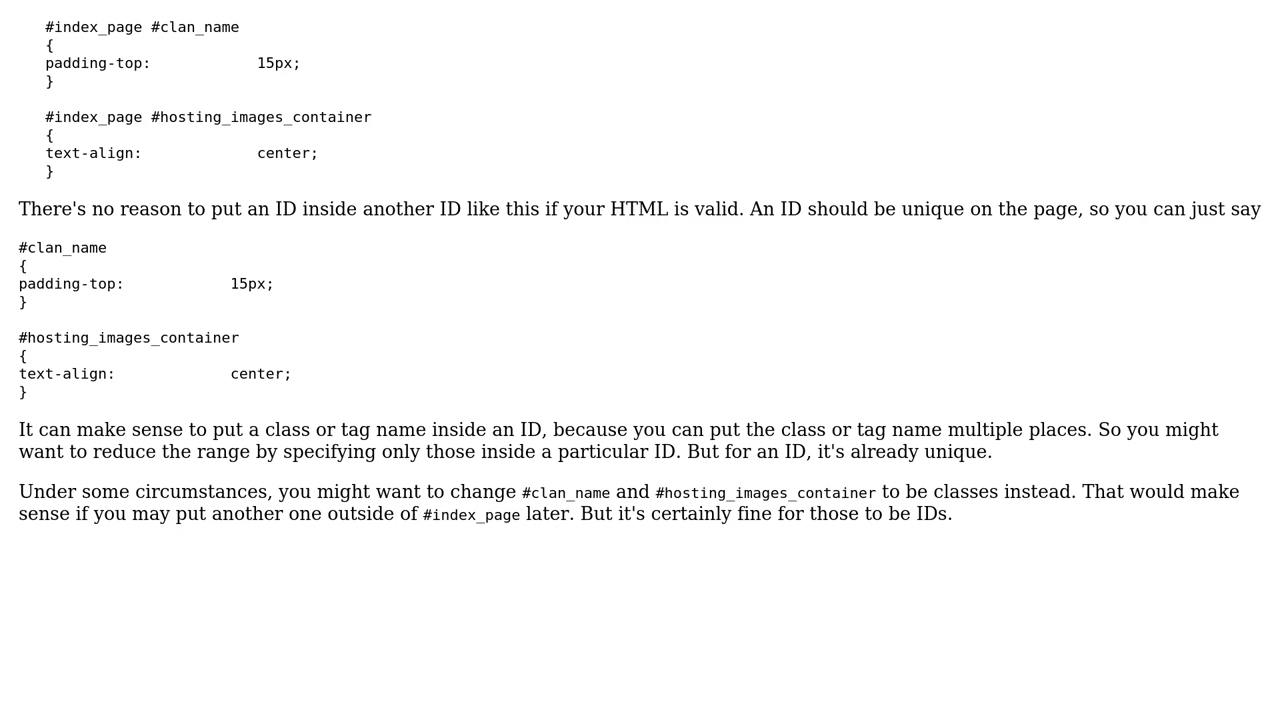 #index_page #clan_name
{
padding-top:            15px;
}
#index_page #hosting_images_container
{
text-align:             center;
}
There's no reason to put an ID inside another ID like this if your HTML is valid. An ID should be unique on the page, so you can just say
#clan_name
{
padding-top:            15px;
}
#hosting_images_container
{
text-align:             center;
}
It can make sense to put a class or tag name inside an ID, because you can put the class or tag name multiple places. So you might
want to reduce the range by specifying only those inside a particular ID. But for an ID, it's already unique.
Under some circumstances, you might want to change #clan_name and #hosting_images_container to be classes instead. That would make
sense if you may put another one outside of #index_page later. But it's certainly fine for those to be IDs.